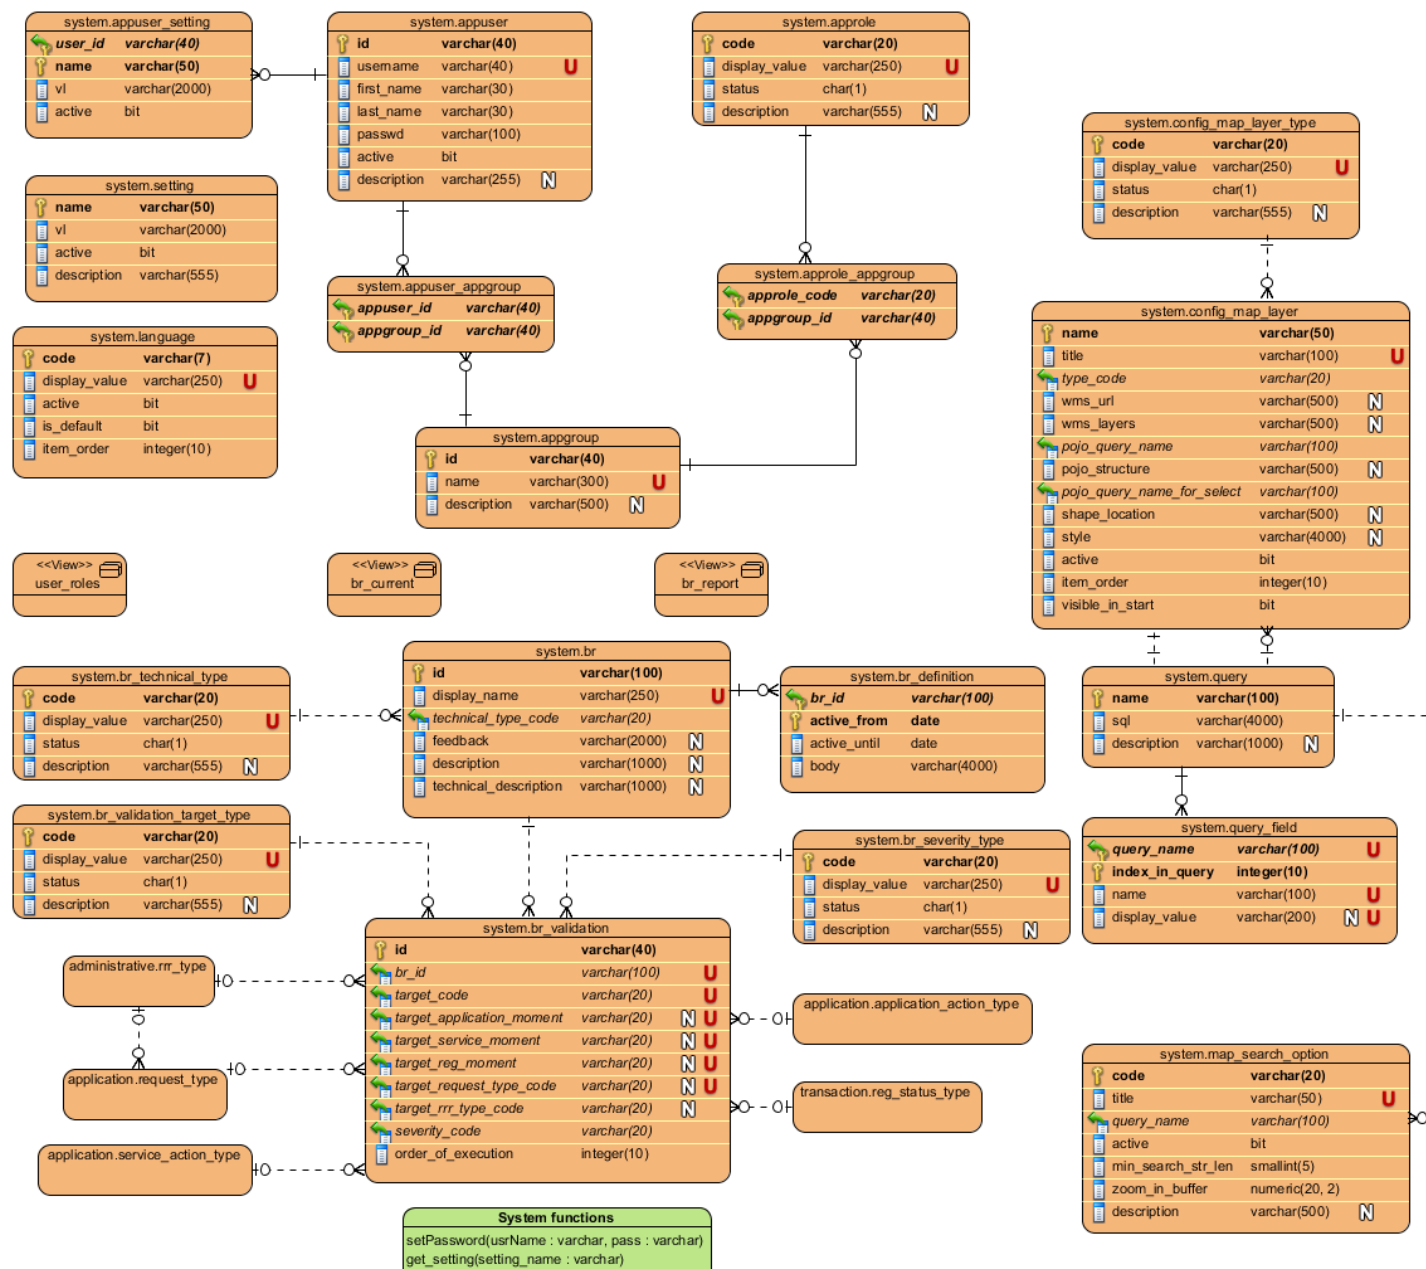 system.appuser_setting
user_id varchar(40)
name varchar(50)
vl varchar(2000)
active bit
system.appuser
id varchar(40)
username varchar(40) U
first_name varchar(30)
last_name varchar(30)
passwd varchar(100)
active bit
description varchar(255) N
system.approle
code varchar(20)
display_value varchar(250) U
status char(1)
description varchar(555) N
system.config_map_layer_type
code varchar(20)
display_value varchar(250) U
status char(1)
description varchar(555) N
system.setting
name varchar(50)
vl varchar(2000)
active bit
description varchar(555)
system.appuser_appgroup
appuser_id varchar(40)
appgroup_id varchar(40)
system.approle_appgroup
approle_code varchar(20)
appgroup_id varchar(40)
system.config_map_layer
name varchar(50)
title varchar(100) U
type_code varchar(20)
wms_url varchar(500) N
wms_layers varchar(500) N
pojo_query_name varchar(100)
pojo_structure varchar(500) N
pojo_query_name_for_select varchar(100)
shape_location varchar(500) N
style varchar(4000) N
active bit
item_order integer(10)
visible_in_start bit
system.language
code varchar(7)
display_value varchar(250) U
active bit
is_default bit
item_order integer(10)
system.appgroup
id varchar(40)
name varchar(300) U
description varchar(500) N
<<View>>
user_roles
<<View>>
br_current
<<View>>
br_report
system.br_technical_type
code varchar(20)
display_value varchar(250) U
status char(1)
description varchar(555) N
system.br
id varchar(100)
display_name varchar(250) U
technical_type_code varchar(20)
feedback varchar(2000) N
description varchar(1000) N
technical_description varchar(1000) N
system.br_definition
br_id varchar(100)
active_from date
active_until date
body varchar(4000)
system.query
name varchar(100)
sql varchar(4000)
description varchar(1000) N
system.br_validation_target_type
code varchar(20)
display_value varchar(250) U
status char(1)
description varchar(555) N
system.br_severity_type
code varchar(20)
display_value varchar(250) U
status char(1)
description varchar(555) N
system.query_field
query_name varchar(100) U
index_in_query integer(10)
name varchar(100) U
display_value varchar(200) N U
system.br_validation
id varchar(40)
br_id varchar(100) U
target_code varchar(20) U
target_application_moment varchar(20) N U
target_service_moment varchar(20) N U
target_reg_moment varchar(20) N U
target_request_type_code varchar(20) N U
target_rrr_type_code varchar(20) N
severity_code varchar(20)
order_of_execution integer(10)
administrative.rrr_type
application.request_type
application.service_action_type
application.application_action_type
transaction.reg_status_type
system.map_search_option
code varchar(20)
title varchar(50) U
query_name varchar(100)
active bit
min_search_str_len smallint(5)
zoom_in_buffer numeric(20, 2)
description varchar(500) N
System functions
setPassword(usrName : varchar, pass : varchar)
get_setting(setting_name : varchar)